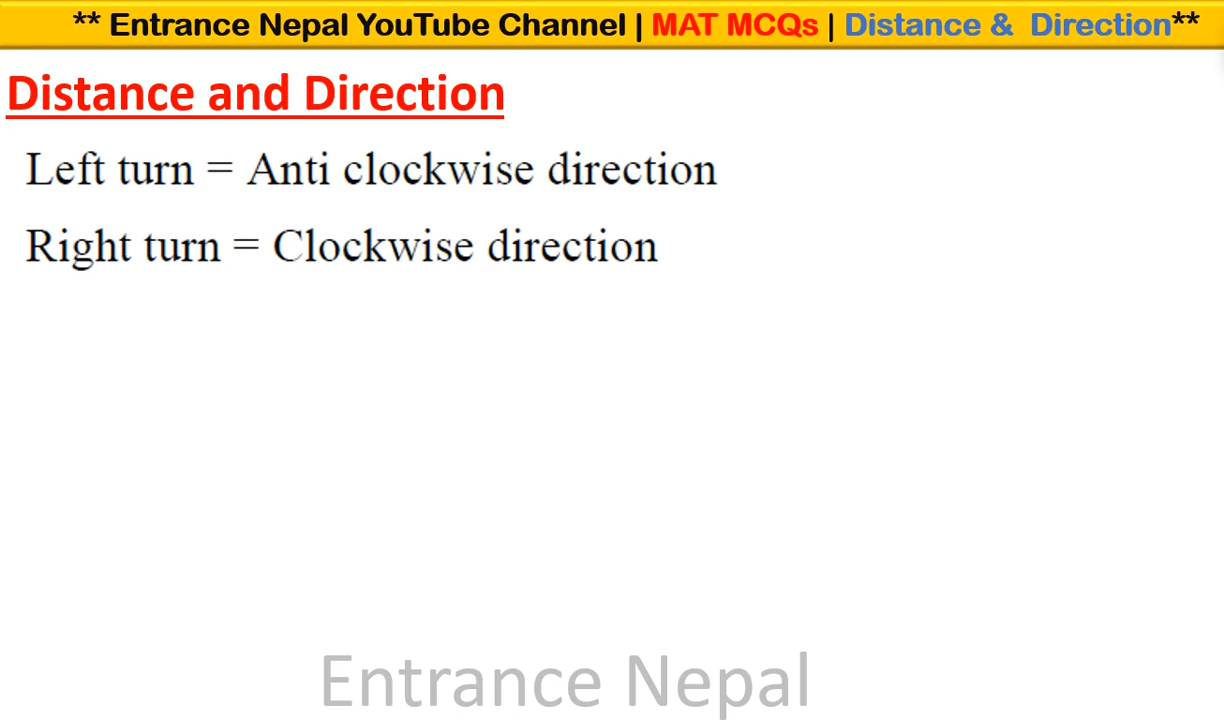 ** Entrance Nepal YouTube Channel | MAT MCQs | Distance & Direction**
Distance and Direction
Left turn = Anti clockwise direction
Right turn = Clockwise direction
Entrance Nepal